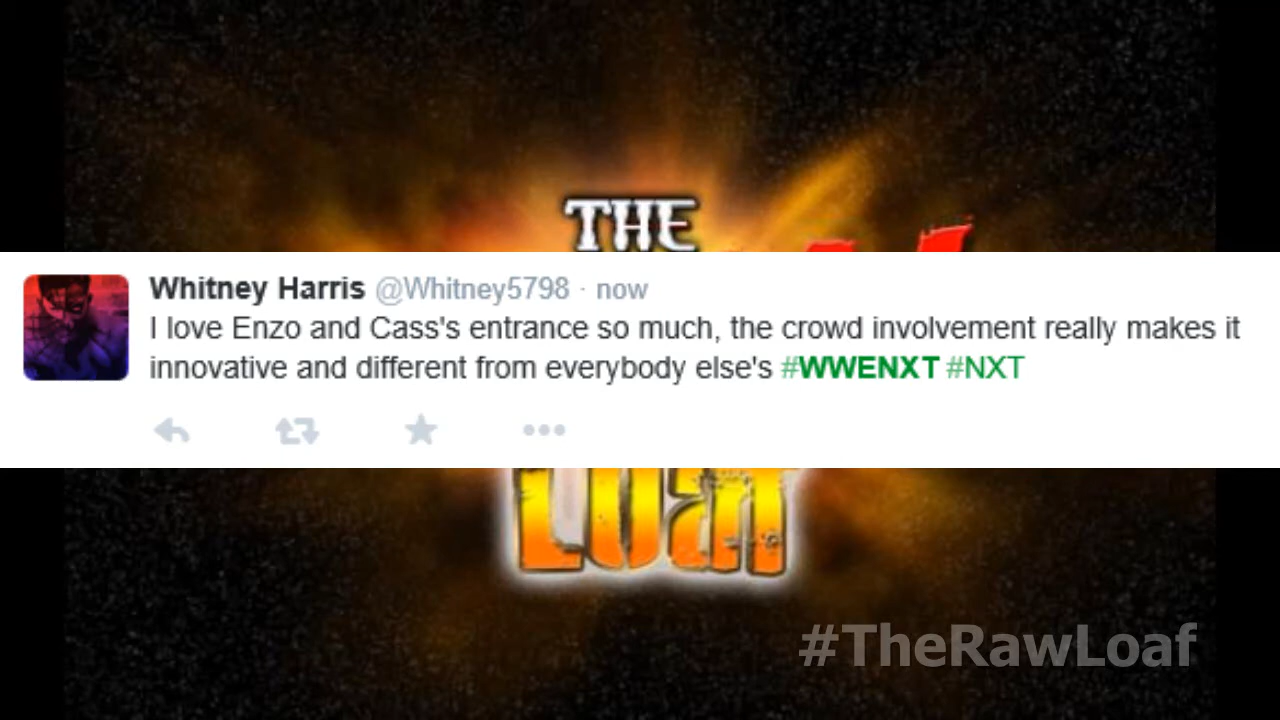 THE
Whitney Harris @Whitney5798 · now
I love Enzo and Cass's entrance so much, the crowd involvement really makes it
innovative and different from everybody else's #WWENXT #NXT
#TheRawLoaf